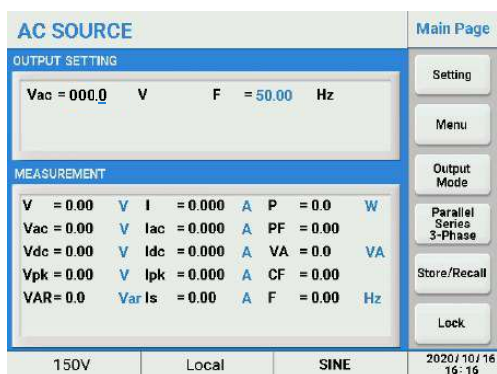 AC SOURCE
Main Page
OUTPUT SETTING
Vac = 000.0 V F = 50.00 Hz
MEASUREMENT
V = 0.00 V I = 0.000 A P = 0.0 W
Vac = 0.00 V Iac = 0.000 A PF = 0.00
Vdc = 0.00 V Idc = 0.000 A VA = 0.0 VA
Vpk = 0.00 V Ipk = 0.000 A CF = 0.00
VAR= 0.0 Var Is = 0.00 A F = 0.00 Hz
Setting
Menu
Output
Mode
Parallel
Series
3-Phase
Store/Recall
Lock
150V Local SINE
2020/10/16
16:16